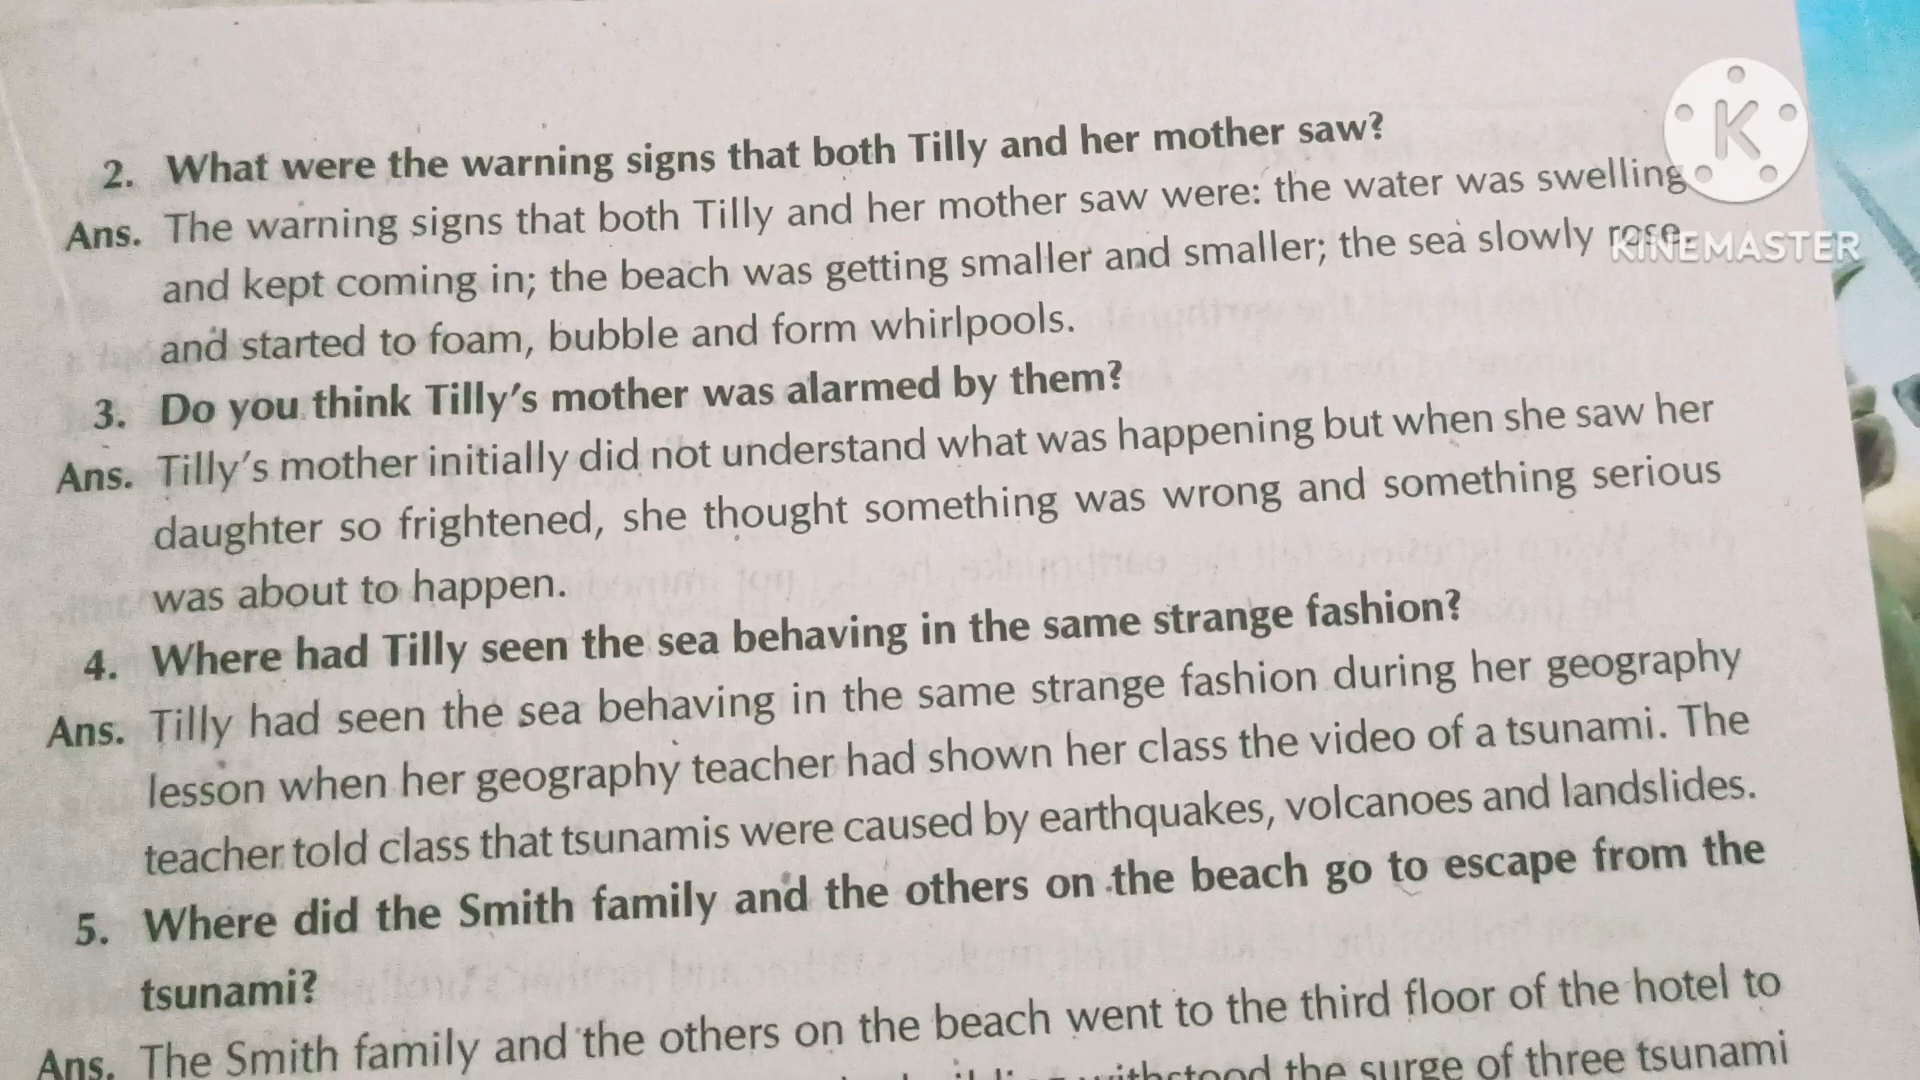 2. What were the warning signs that both Tilly and her mother saw?
Ans. The warning signs that both Tilly and her mother saw were: the water was swelling
and kept coming in; the beach was getting smaller and smaller; the sea slowly rose
and started to foam, bubble and form whirlpools.
3. Do you think Tilly's mother was alarmed by them?
Ans. Tilly's mother initially did not understand what was happening but when she saw her
daughter so frightened, she thought something was wrong and something serious
was about to happen.
4. Where had Tilly seen the sea behaving in the same strange fashion?
Ans. Tilly had seen the sea behaving in the same strange fashion during her geography
lesson when her geography teacher had shown her class the video of a tsunami. The
teacher told class that tsunamis were caused by earthquakes, volcanoes and landslides.
5. Where did the Smith family and the others on the beach go to escape from the
tsunami?
Ans. The Smith family and the others on the beach went to the third floor of the hotel to
the surge of three tsunami
K
KINEMASTER